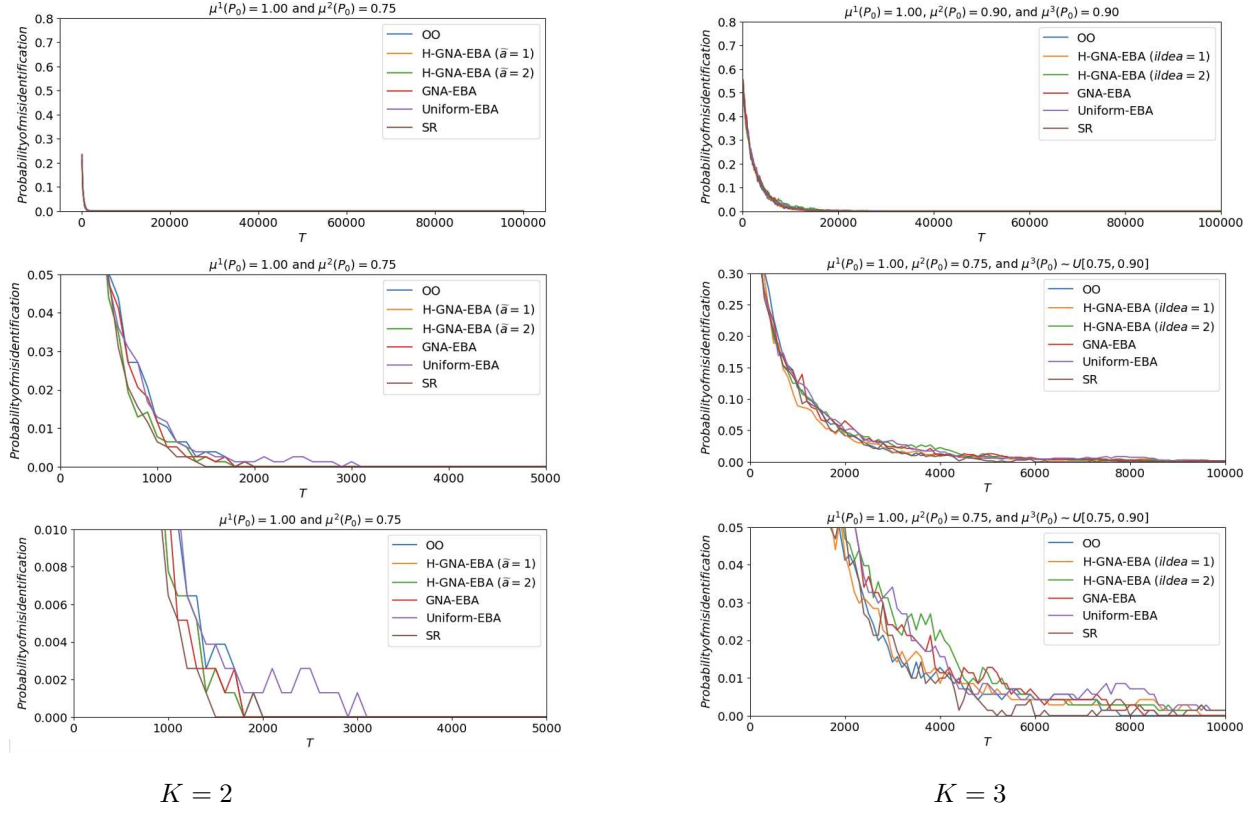 μ¹(P₀) = 1.00 and μ²(P₀) = 0.75
Probabilityofmisidentification
0.8
0.7
0.6
0.5
0.4
0.3
0.2
0.1
0.0
OO
H-GNA-EBA (ã = 1)
H-GNA-EBA (ã = 2)
GNA-EBA
Uniform-EBA
SR
0 20000 40000 60000 80000 100000
T
μ¹(P₀) = 1.00 and μ²(P₀) = 0.75
Probabilityofmisidentification
0.05
0.04
0.03
0.02
0.01
0.00
OO
H-GNA-EBA (ã = 1)
H-GNA-EBA (ã = 2)
GNA-EBA
Uniform-EBA
SR
0 1000 2000 3000 4000 5000
T
μ¹(P₀) = 1.00 and μ²(P₀) = 0.75
Probabilityofmisidentification
0.010
0.008
0.006
0.004
0.002
0.000
OO
H-GNA-EBA (ã = 1)
H-GNA-EBA (ã = 2)
GNA-EBA
Uniform-EBA
SR
0 1000 2000 3000 4000 5000
T
K = 2
μ¹(P₀) = 1.00, μ²(P₀) = 0.90, and μ³(P₀) = 0.90
Probabilityofmisidentification
0.8
0.7
0.6
0.5
0.4
0.3
0.2
0.1
0.0
OO
H-GNA-EBA (ildea = 1)
H-GNA-EBA (ildea = 2)
GNA-EBA
Uniform-EBA
SR
0 20000 40000 60000 80000 100000
T
μ¹(P₀) = 1.00, μ²(P₀) = 0.75, and μ³(P₀) ~ U[0.75, 0.90]
Probabilityofmisidentification
0.30
0.25
0.20
0.15
0.10
0.05
0.00
OO
H-GNA-EBA (ildea = 1)
H-GNA-EBA (ildea = 2)
GNA-EBA
Uniform-EBA
SR
0 2000 4000 6000 8000 10000
T
μ¹(P₀) = 1.00, μ²(P₀) = 0.75, and μ³(P₀) ~ U[0.75, 0.90]
Probabilityofmisidentification
0.05
0.04
0.03
0.02
0.01
0.00
OO
H-GNA-EBA (ildea = 1)
H-GNA-EBA (ildea = 2)
GNA-EBA
Uniform-EBA
SR
0 2000 4000 6000 8000 10000
T
K = 3